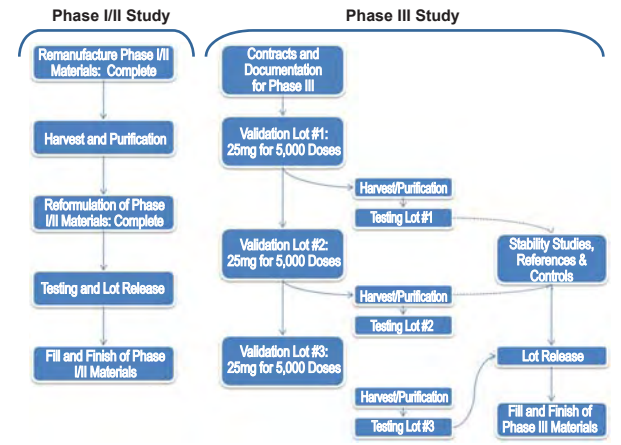 Phase I/II Study
Remanufacture Phase I/II
Materials: Complete
Harvest and Purification
Reformulation of Phase
I/II Materials: Complete
Testing and Lot Release
Fill and Finish of Phase
I/II Materials
Phase III Study
Contracts and
Documentation
for Phase III
Validation Lot #1:
25mg for 5,000 Doses
Harvest/Purification
Testing Lot #1
Validation Lot #2:
25mg for 5,000 Doses
Harvest/Purification
Testing Lot #2
Validation Lot #3:
25mg for 5,000 Doses
Harvest/Purification
Testing Lot #3
Stability Studies,
References &
Controls
Lot Release
Fill and Finish of
Phase III Materials